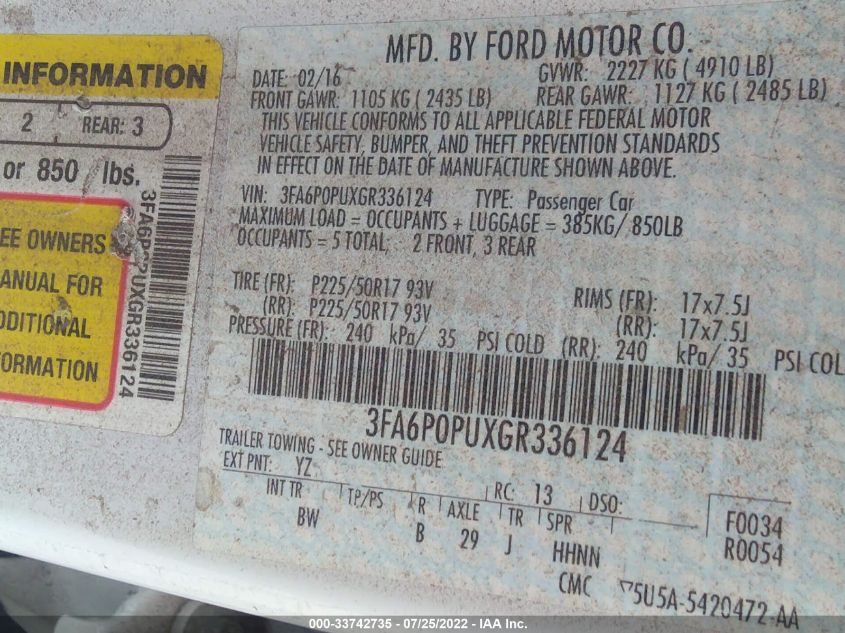 INFORMATION
2 REAR: 3
or 850 lbs.
EE OWNERS
ANUAL FOR
DDITIONAL
FORMATION
3FA6P0PUXGR336124
MFD. BY FORD MOTOR CO.
DATE: 02/16 GVWR: 2227 KG ( 4910 LB)
FRONT GAWR: 1105 KG ( 2435 LB) REAR GAWR: 1127 KG ( 2485 LB)
THIS VEHICLE CONFORMS TO ALL APPLICABLE FEDERAL MOTOR
VEHICLE SAFETY, BUMPER, AND THEFT PREVENTION STANDARDS
IN EFFECT ON THE DATE OF MANUFACTURE SHOWN ABOVE.
VIN: 3FA6P0PUXGR336124 TYPE: Passenger Car
MAXIMUM LOAD = OCCUPANTS + LUGGAGE = 385KG/ 850LB
OCCUPANTS = 5 TOTAL, 2 FRONT, 3 REAR
TIRE (FR): P225/50R17 93V RIMS (FR): 17x7.5J
(RR): P225/50R17 93V (RR): 17x7.5J
PRESSURE (FR): 240 kPa/ 35 PSI COLD (RR): 240 kPa/ 35 PSI COL
3FA6P0PUXGR336124
TRAILER TOWING - SEE OWNER GUIDE
EXT PNT: YZ RC: 13 DSO:
INT TR TP/PS R AXLE TR SPR F0034
BW B 29 J HHNN R0054
CMC 5U5A-5420472-AA
000-33742735 - 07/25/2022 - IAA Inc.